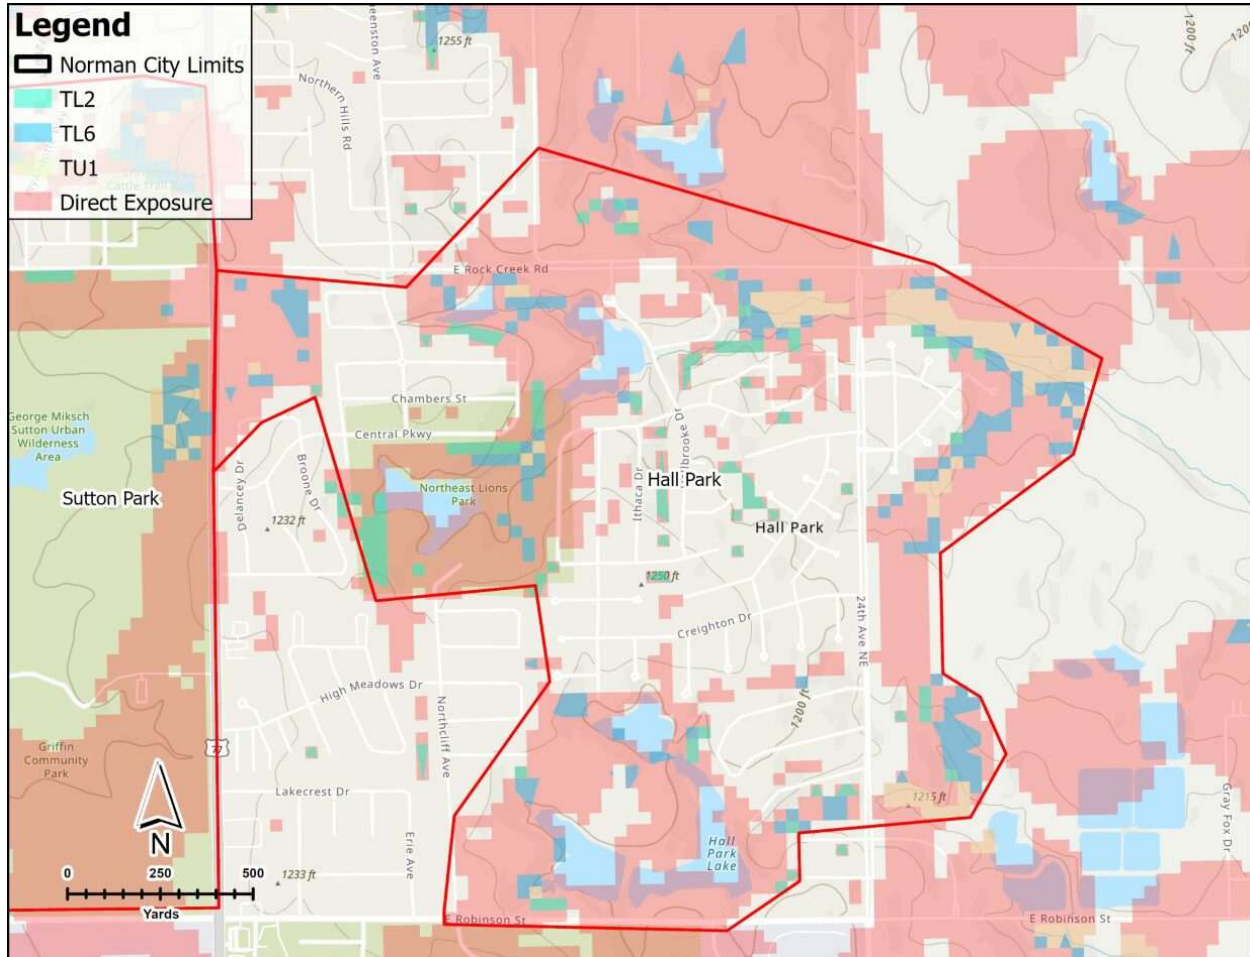 Legend
Norman City Limits
TL2
TL6
TU1
Direct Exposure
1255 ft
Northern Hills Rd
1200 ft
E Rock Creek Rd
Chambers St
Central Pkwy
George Miksch
Sutton Urban
Wilderness
Area
Sutton Park
Delancey Dr
Broone Dr
1232 ft
Northeast Lions
Park
Ithaca Dr
Hall Park
Hall Park
1250 ft
Creighton Dr
24th Ave NE
1200 ft
High Meadows Dr
Northcliff Ave
77
Griffin
Community
Park
N
Lakecrest Dr
Erie Ave
1233 ft
0 250 500
Yards
Hall
Park
Lake
1215 ft
Gray Fox Dr
E Robinson St
E Robinson St